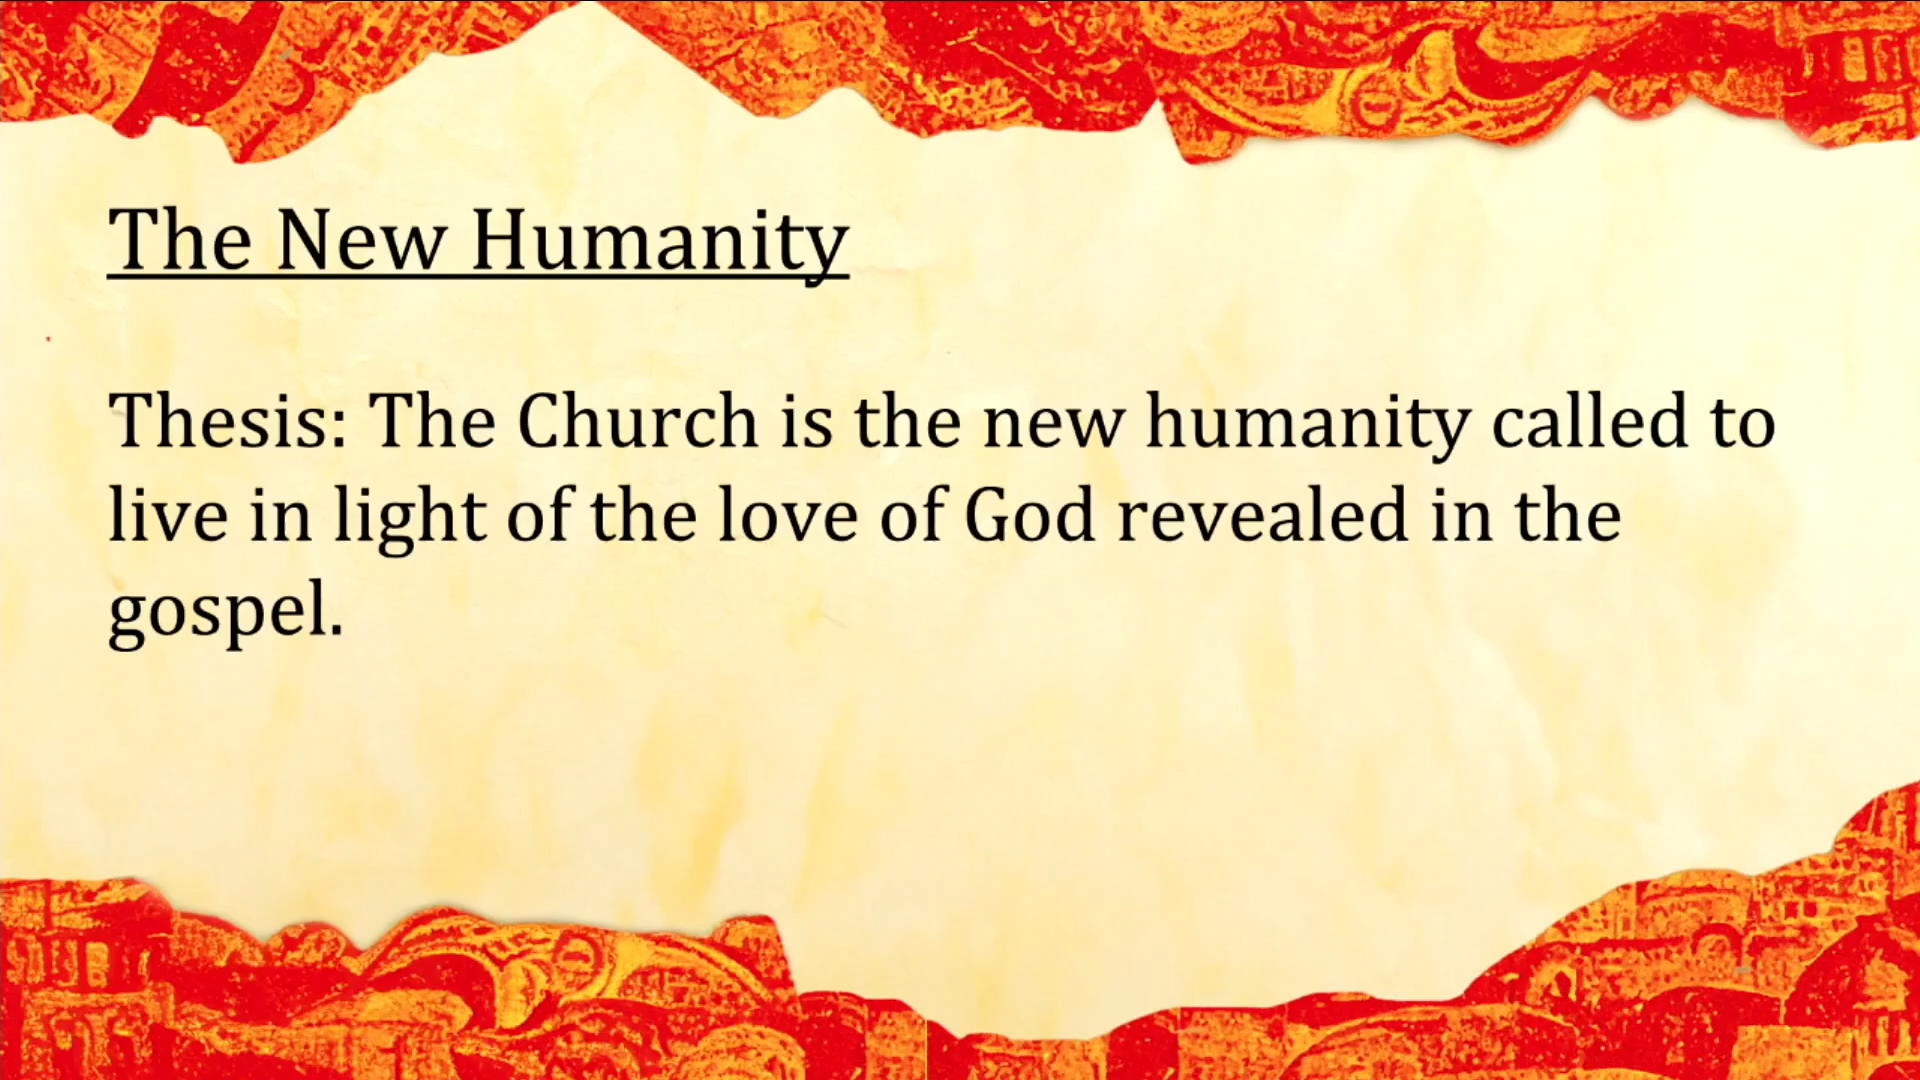 The New Humanity
Thesis: The Church is the new humanity called to
live in light of the love of God revealed in the
gospel.